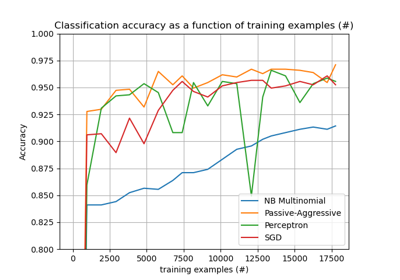 Classification accuracy as a function of training examples (#)
1.000
0.975
0.950
0.925
0.900
0.875
0.850
0.825
0.800
Accuracy
NB Multinomial
Passive-Aggressive
Perceptron
SGD
0 2500 5000 7500 10000 12500 15000 17500
training examples (#)